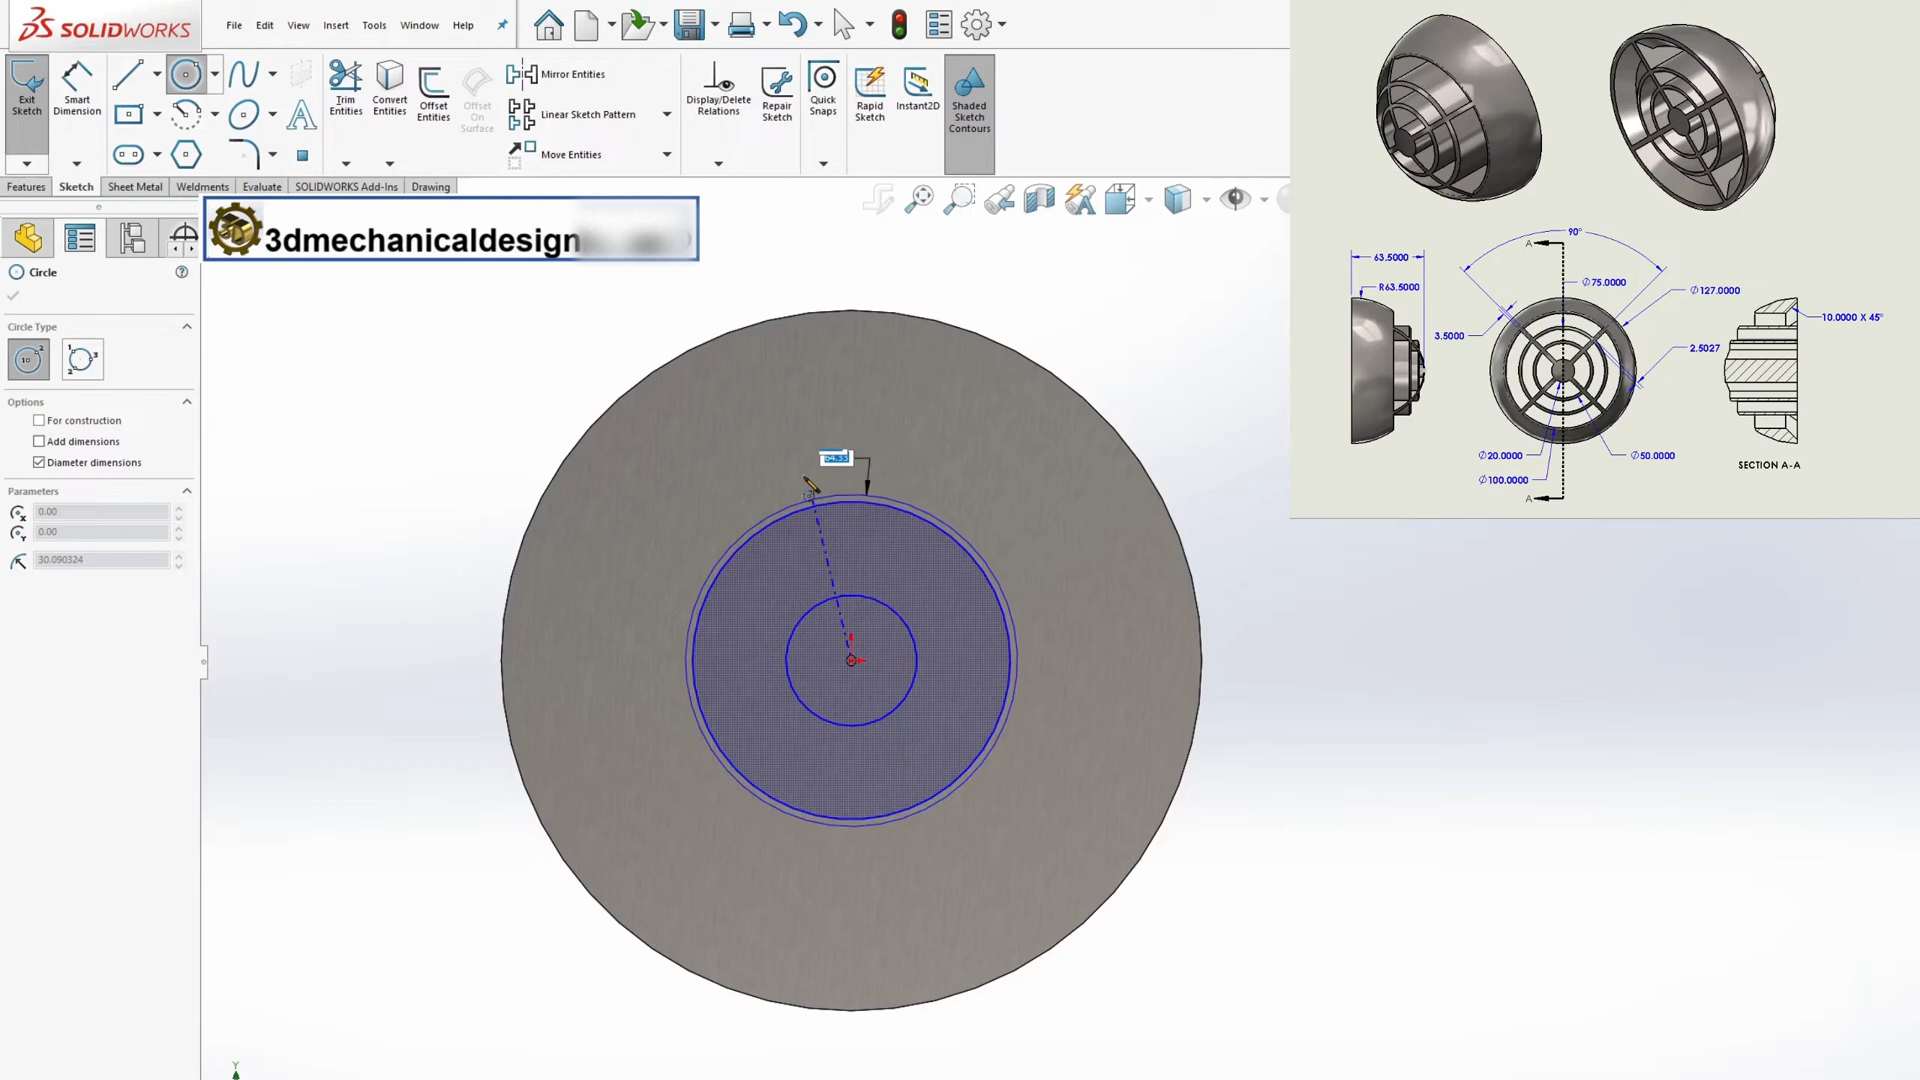 SOLIDWORKS
File Edit View Insert Tools Window Help
Exit Sketch
Smart Dimension
Trim Entities
Convert Entities
Offset Entities
Offset On Surface
Mirror Entities
Linear Sketch Pattern
Move Entities
Display/Delete Relations
Repair Sketch
Quick Snaps
Rapid Sketch
Instant2D
Shaded Sketch Contours
Features Sketch Sheet Metal Weldments Evaluate SOLIDWORKS Add-Ins Drawing
3dmechanicaldesign
Circle
Circle Type
Options
For construction
Add dimensions
Diameter dimensions
Parameters
0.00
0.00
30.090324
Y
90°
A
63.5000
∅75.0000
R63.5000
∅127.0000
10.0000 X 45°
3.5000
2.5027
∅20.0000
∅50.0000
∅100.0000
SECTION A-A
A